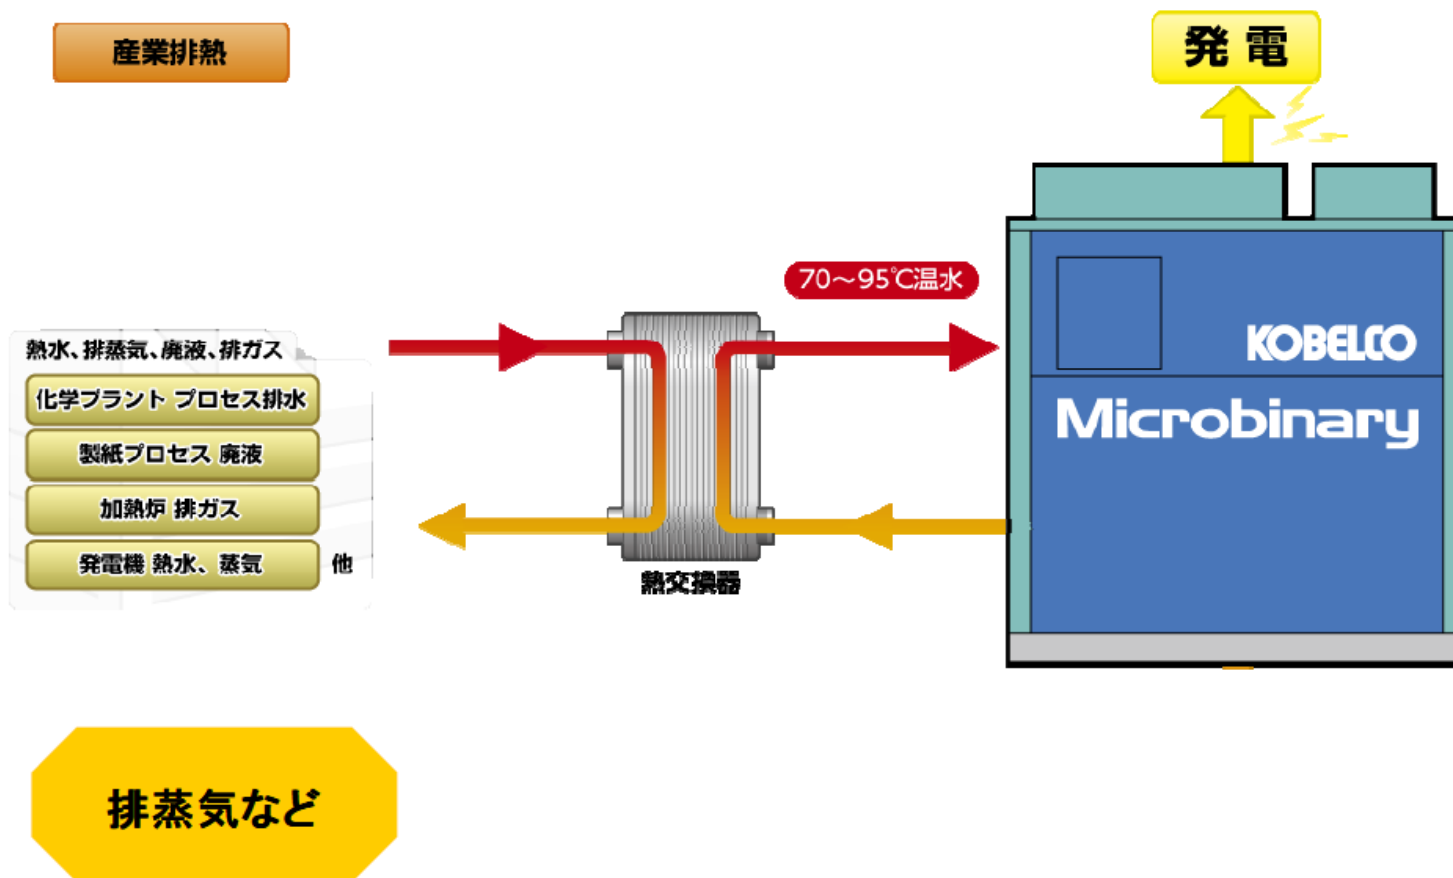 産業排熱
発電
70～95℃温水
熱水、排蒸気、廃液、排ガス
化学プラント プロセス排水
製紙プロセス 廃液
加熱炉 排ガス
発電機 熱水、蒸気 他
熱交換器
KOBELCO
Microbinary
排蒸気など